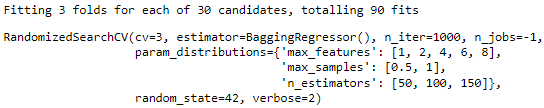 Fitting 3 folds for each of 30 candidates, totalling 90 fits
RandomizedSearchCV(cv=3, estimator=BaggingRegressor(), n_iter=1000, n_jobs=-1,
param_distributions={'max_features': [1, 2, 4, 6, 8],
'max_samples': [0.5, 1],
'n_estimators': [50, 100, 150]},
random_state=42, verbose=2)